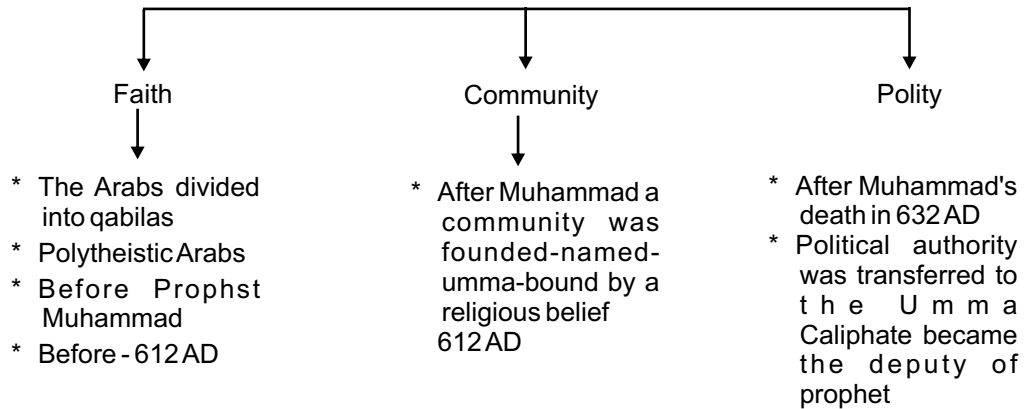 Faith
* The Arabs divided
into qabilas
* Polytheistic Arabs
* Before Prophst
Muhammad
* Before - 612 AD
Community
* After Muhammad a
community was
founded-named-
umma-bound by a
religious belief
612 AD
Polity
* After Muhammad's
death in 632 AD
* Political authority
was transferred to
the Umma
Caliphate became
the deputy of
prophet